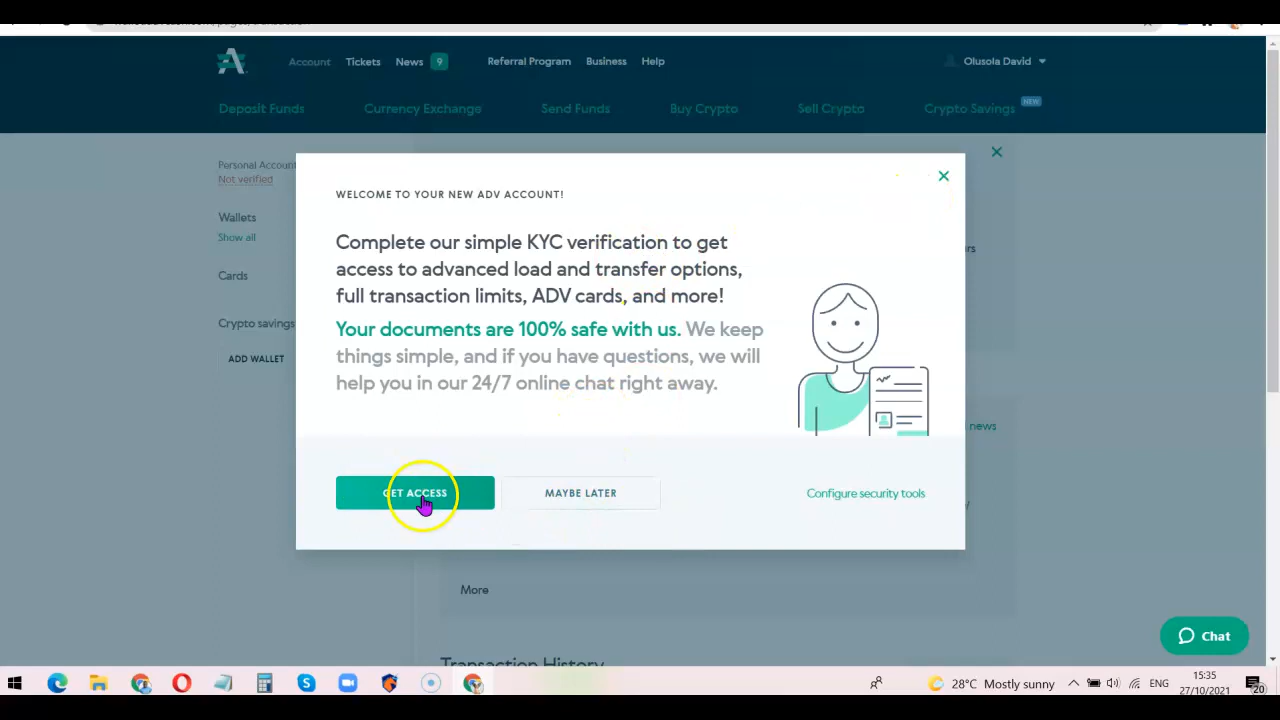 Account
Tickets
News 9
Referral Program
Business
Help
Olusola David
Deposit Funds
Currency Exchange
Send Funds
Buy Crypto
Sell Crypto
Crypto Savings NEW
Personal Account
Not verified
Wallets
Show all
Cards
Crypto savings
ADD WALLET
WELCOME TO YOUR NEW ADV ACCOUNT!
Complete our simple KYC verification to get
access to advanced load and transfer options,
full transaction limits, ADV cards, and more!
Your documents are 100% safe with us. We keep
things simple, and if you have questions, we will
help you in our 24/7 online chat right away.
GET ACCESS
MAYBE LATER
Configure security tools
news
More
Transaction History
Chat
28°C Mostly sunny
ENG
15:35
27/10/2021
20